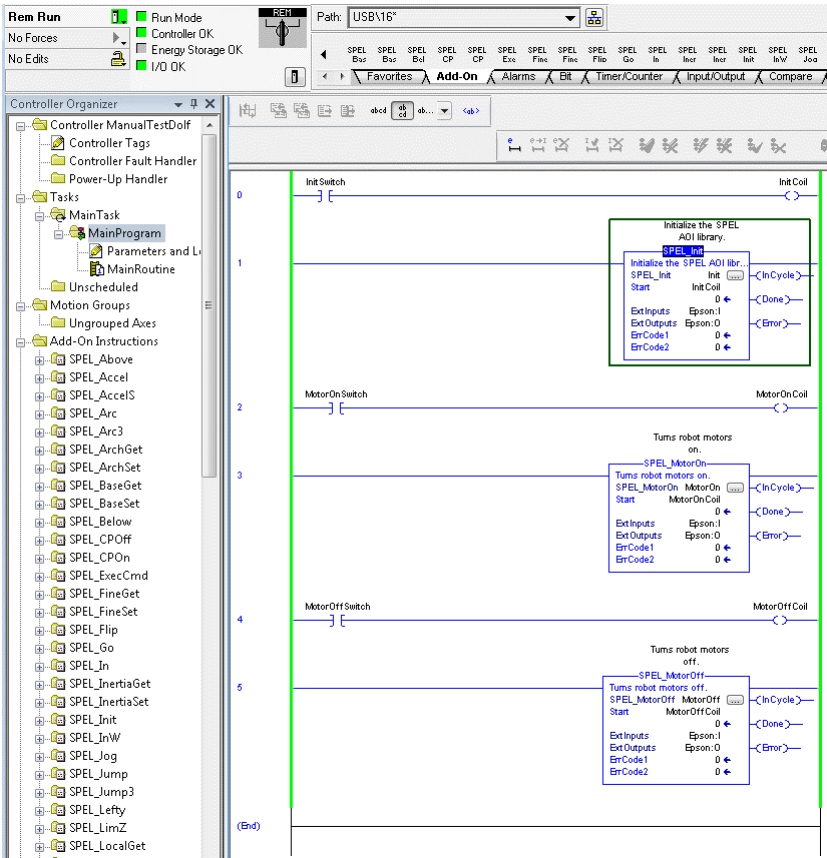 Rem Run
Run Mode
REM
Path: USB\16*
No Forces
Controller OK
Energy Storage OK
No Edits
I/O OK
SPEL Bas SPEL Bas SPEL Bel SPEL CP SPEL CP SPEL Exe SPEL Fine SPEL Fine SPEL Flip SPEL Go SPEL In SPEL Iner SPEL Iner SPEL Init SPEL InW SPEL Jog
Favorites Add-On Alarms Bit Timer/Counter Input/Output Compare
Controller Organizer
abcd ab cd ab... <ab>
Controller ManualTestDolf
Controller Tags
Controller Fault Handler
Power-Up Handler
Tasks
MainTask
MainProgram
Parameters and L
MainRoutine
Unscheduled
Motion Groups
Ungrouped Axes
Add-On Instructions
SPEL_Above
SPEL_Accel
SPEL_AccelS
SPEL_Arc
SPEL_Arc3
SPEL_ArchGet
SPEL_ArchSet
SPEL_BaseGet
SPEL_BaseSet
SPEL_Below
SPEL_CPOff
SPEL_CPOn
SPEL_ExecCmd
SPEL_FineGet
SPEL_FineSet
SPEL_Flip
SPEL_Go
SPEL_In
SPEL_InertiaGet
SPEL_InertiaSet
SPEL_Init
SPEL_InW
SPEL_Jog
SPEL_Jump
SPEL_Jump3
SPEL_Lefty
SPEL_LimZ
SPEL_LocalGet
InitSwitch InitCoil
0
Initialize the SPEL
AOI library.
SPEL_Init
1
Initialize the SPEL AOI libr...
SPEL_Init Init ... InCycle
Start InitCoil
0 Done
ExtInputs Epson:I
ExtOutputs Epson:O Error
ErrCode1 0
ErrCode2 0
MotorOnSwitch MotorOnCoil
2
Turns robot motors
on.
SPEL_MotorOn
3
Turns robot motors on.
SPEL_MotorOn MotorOn ... InCycle
Start MotorOnCoil
0 Done
ExtInputs Epson:I
ExtOutputs Epson:O Error
ErrCode1 0
ErrCode2 0
MotorOffSwitch MotorOffCoil
4
Turns robot motors
off.
SPEL_MotorOff
5
Turns robot motors off.
SPEL_MotorOff MotorOff ... InCycle
Start MotorOffCoil
0 Done
ExtInputs Epson:I
ExtOutputs Epson:O Error
ErrCode1 0
ErrCode2 0
(End)